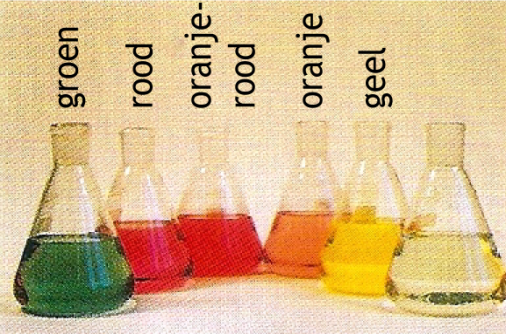 groen
rood
oranje-
rood
oranje
geel